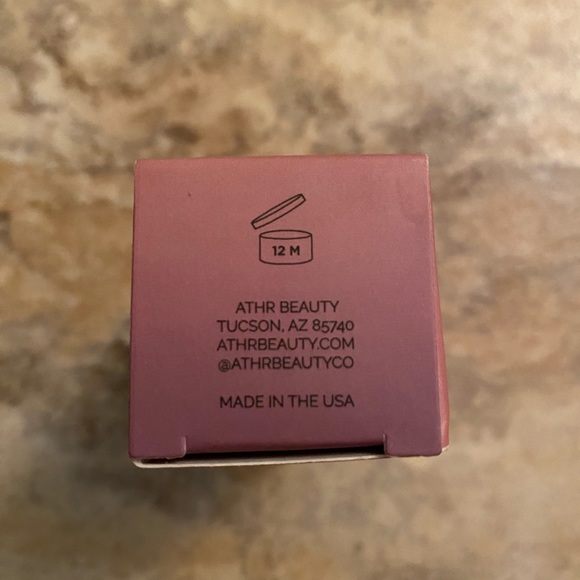 12 M
ATHR BEAUTY
TUCSON, AZ 85740
ATHRBEAUTY.COM
@ATHRBEAUTYCO
MADE IN THE USA